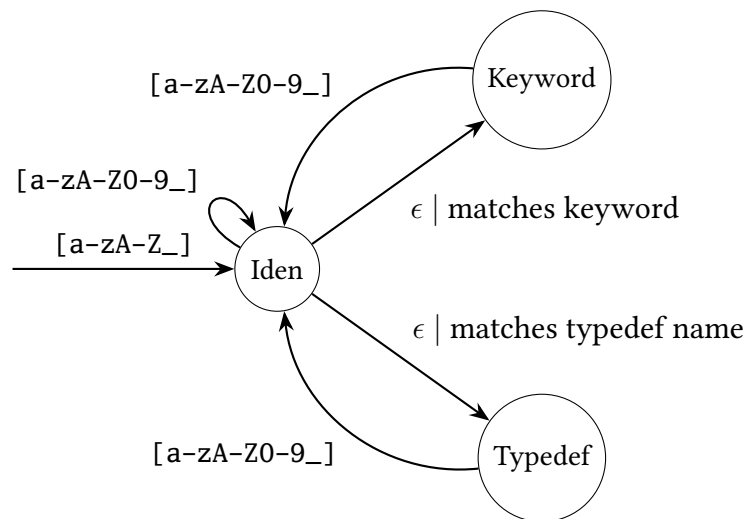 [a-zA-Z0-9_]
Keyword
[a-zA-Z0-9_]
ϵ | matches keyword
[a-zA-Z_]
Iden
ϵ | matches typedef name
[a-zA-Z0-9_]
Typedef